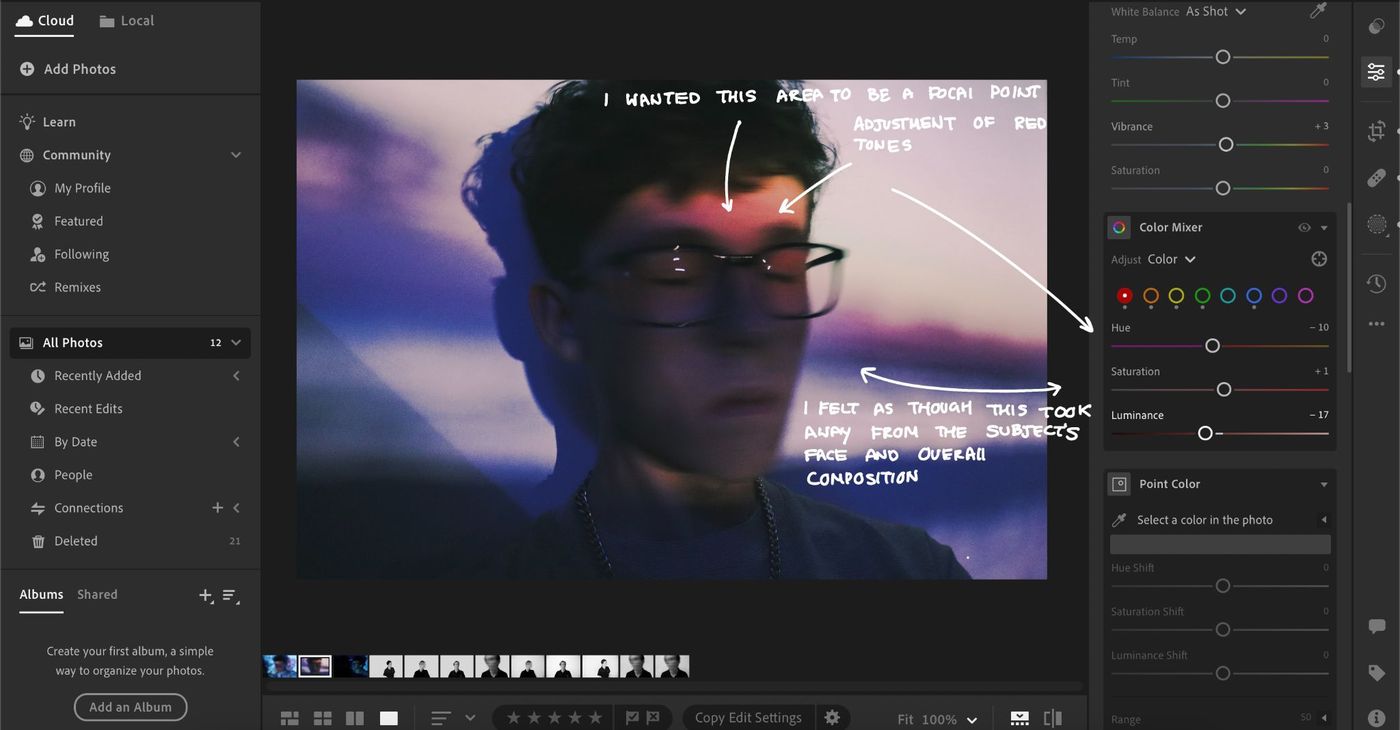 Cloud
Local
Add Photos
Learn
Community
My Profile
Featured
Following
Remixes
All Photos 12
Recently Added
Recent Edits
By Date
People
Connections
Deleted 21
Albums Shared
Create your first album, a simple
way to organize your photos.
Add an Album
I WANTED THIS AREA TO BE A FOCAl POINT
ADJUSTMENT OF RED
TONES
I FELT AS THOUGH THIS TOOK
AWAY FROM THE SUBJECT'S
FACE AND OVERAll
COMPOSITION
Copy Edit Settings
Fit 100%
White Balance As Shot
Temp 0
Tint 0
Vibrance + 3
Saturation 0
Color Mixer
Adjust Color
Hue – 10
Saturation + 1
Luminance – 17
Point Color
Select a color in the photo
Hue Shift 0
Saturation Shift 0
Luminance Shift 0
Range 50